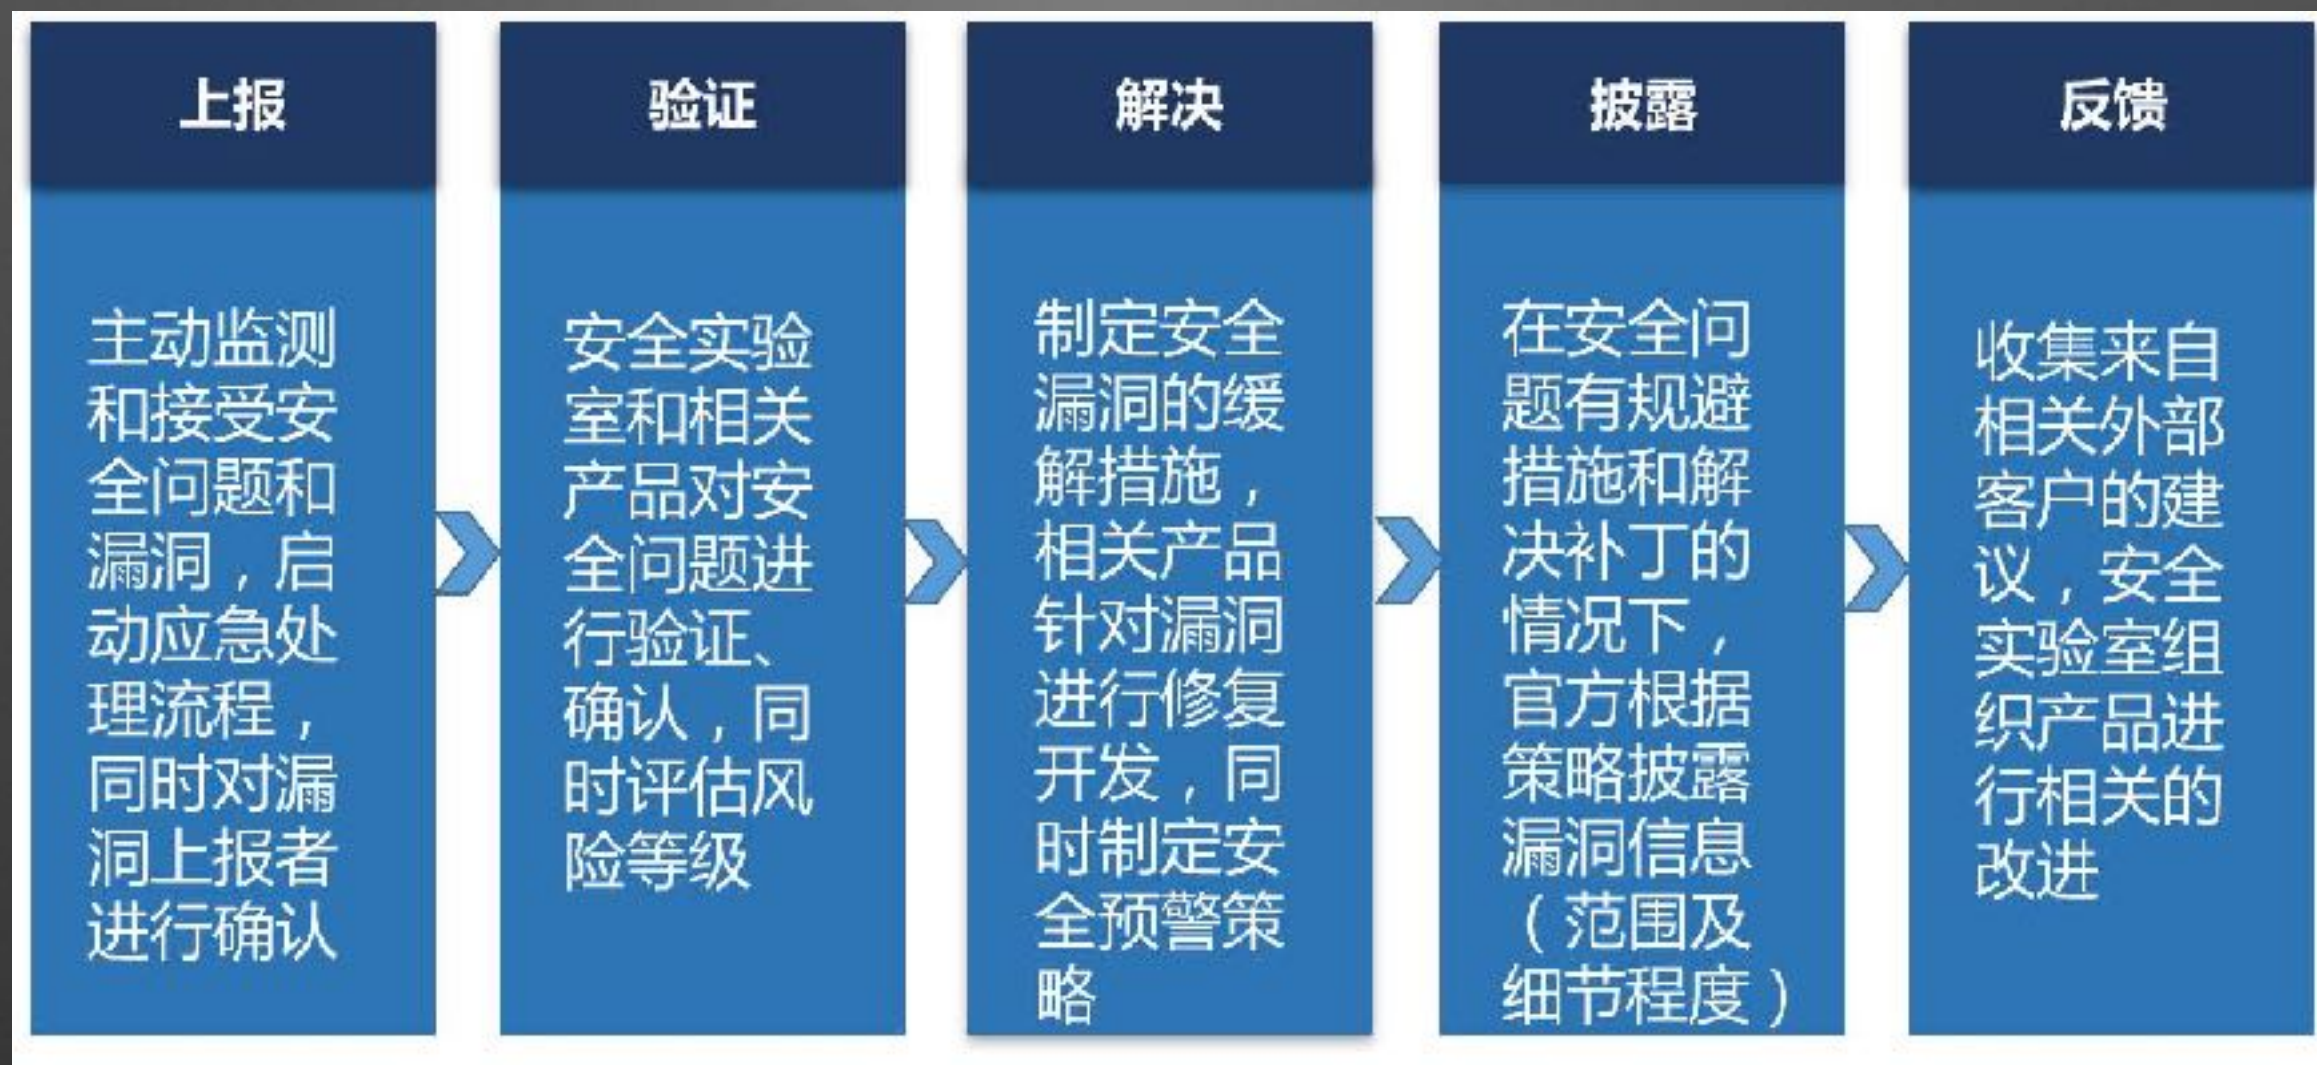 上报
主动监测
和接受安
全问题和
漏洞，启
动应急处
理流程，
同时对漏
洞上报者
进行确认
验证
安全实验
室和相关
产品对安
全问题进
行验证、
确认，同
时评估风
险等级
解决
制定安全
漏洞的缓
解措施，
相关产品
针对漏洞
进行修复
开发，同
时制定安
全预警策
略
披露
在安全问
题有规避
措施和解
决补丁的
情况下，
官方根据
策略披露
漏洞信息
（范围及
细节程度）
反馈
收集来自
相关外部
客户的建
议，安全
实验室组
织产品进
行相关的
改进